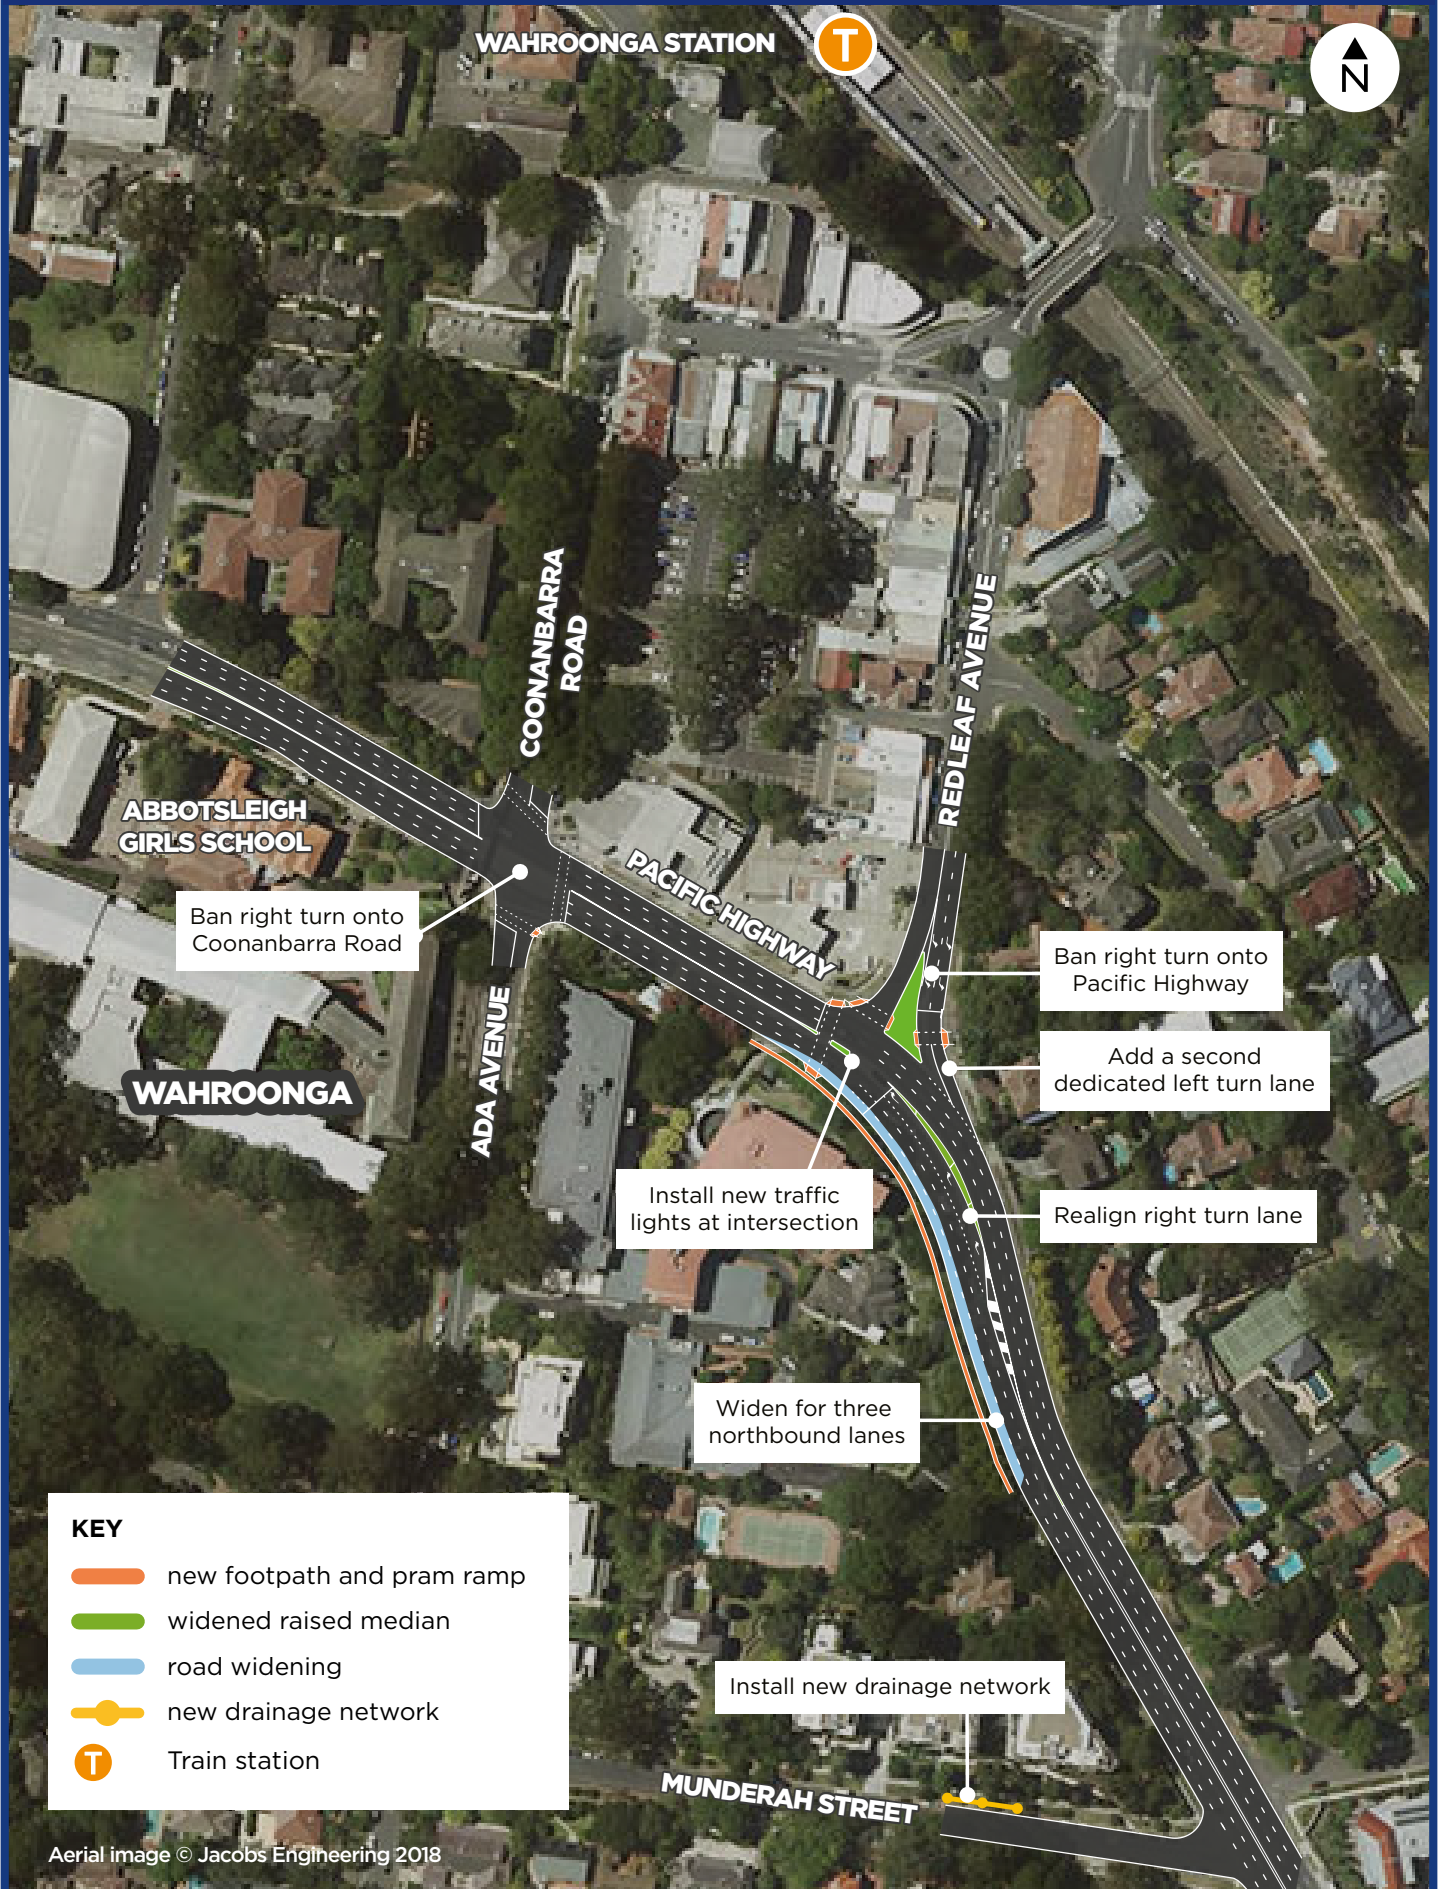 WAHROONGA STATION
T
N
COONANBARRA
ROAD
REDLEAF AVENUE
ABBOTSLEIGH
GIRLS SCHOOL
PACIFIC HIGHWAY
Ban right turn onto
Coonanbarra Road
Ban right turn onto
Pacific Highway
Add a second
dedicated left turn lane
WAHROONGA
ADA AVENUE
Install new traffic
lights at intersection
Realign right turn lane
Widen for three
northbound lanes
KEY
new footpath and pram ramp
widened raised median
road widening
new drainage network
T
Train station
Install new drainage network
MUNDERAH STREET
Aerial image © Jacobs Engineering 2018